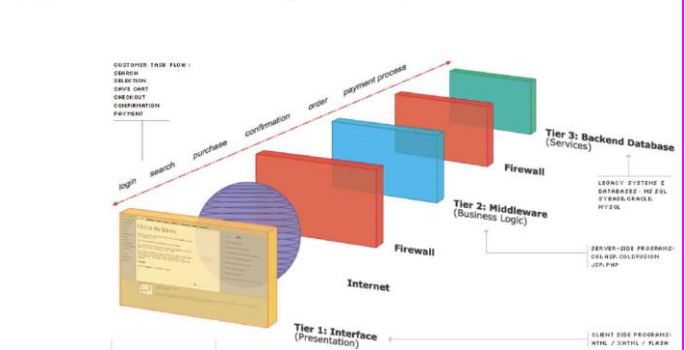 CUSTOMER TASK FLOW :
SEARCH
SELECTION
SAVE CART
CHECKOUT
CONFIRMATION
PAYMENT
login search purchase confirmation order payment process
Tier 3: Backend Database
(Services)
Firewall
LEGACY SYSTEMS &
DATABASES : MS SQL
SYBASE, ORACLE,
MYSQL
Tier 2: Middleware
(Business Logic)
Firewall
SERVER-SIDE PROGRAMS:
CGI, ASP, COLDFUSION
JSP, PHP
Internet
Tier 1: Interface
(Presentation)
CLIENT SIDE PROGRAMS:
HTML / XHTML / FLASH